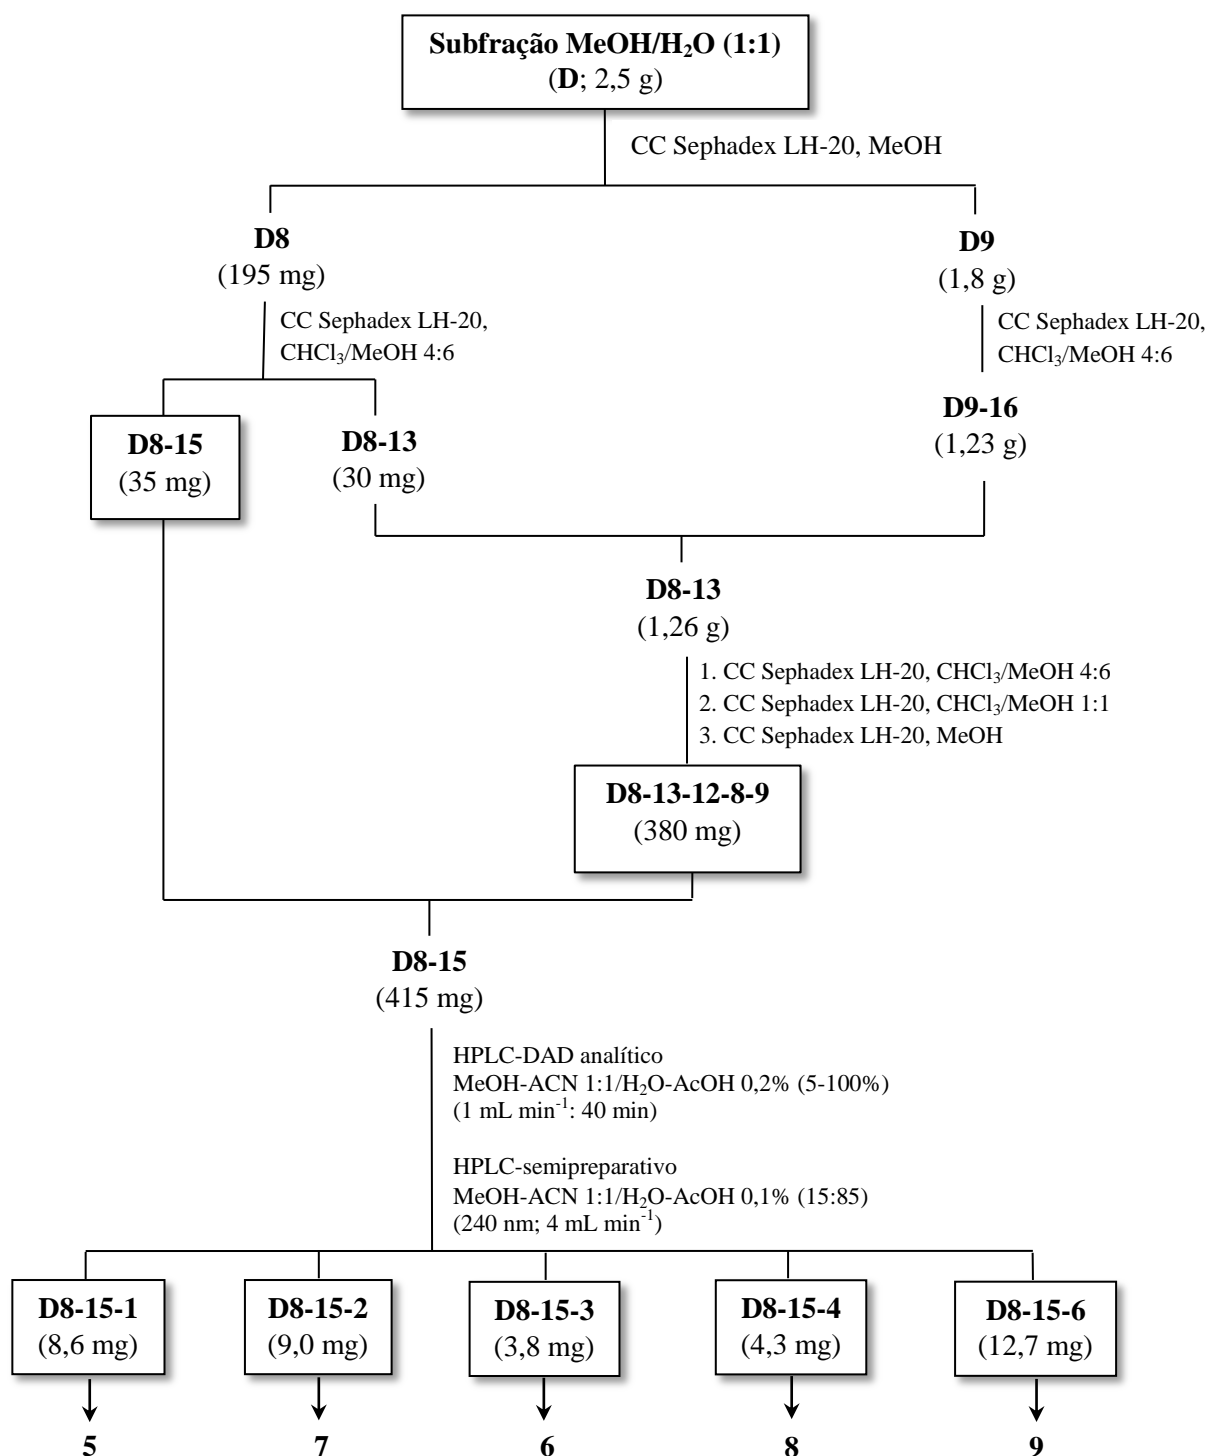 Subfração MeOH/H₂O (1:1)
(D; 2,5 g)
CC Sephadex LH-20, MeOH
D8
(195 mg)
D9
(1,8 g)
CC Sephadex LH-20,
CHCl₃/MeOH 4:6
CC Sephadex LH-20,
CHCl₃/MeOH 4:6
D8-15
(35 mg)
D8-13
(30 mg)
D9-16
(1,23 g)
D8-13
(1,26 g)
1. CC Sephadex LH-20, CHCl₃/MeOH 4:6
2. CC Sephadex LH-20, CHCl₃/MeOH 1:1
3. CC Sephadex LH-20, MeOH
D8-13-12-8-9
(380 mg)
D8-15
(415 mg)
HPLC-DAD analítico
MeOH-ACN 1:1/H₂O-AcOH 0,2% (5-100%)
(1 mL min⁻¹: 40 min)
HPLC-semipreparativo
MeOH-ACN 1:1/H₂O-AcOH 0,1% (15:85)
(240 nm; 4 mL min⁻¹)
D8-15-1
(8,6 mg)
D8-15-2
(9,0 mg)
D8-15-3
(3,8 mg)
D8-15-4
(4,3 mg)
D8-15-6
(12,7 mg)
5
7
6
8
9